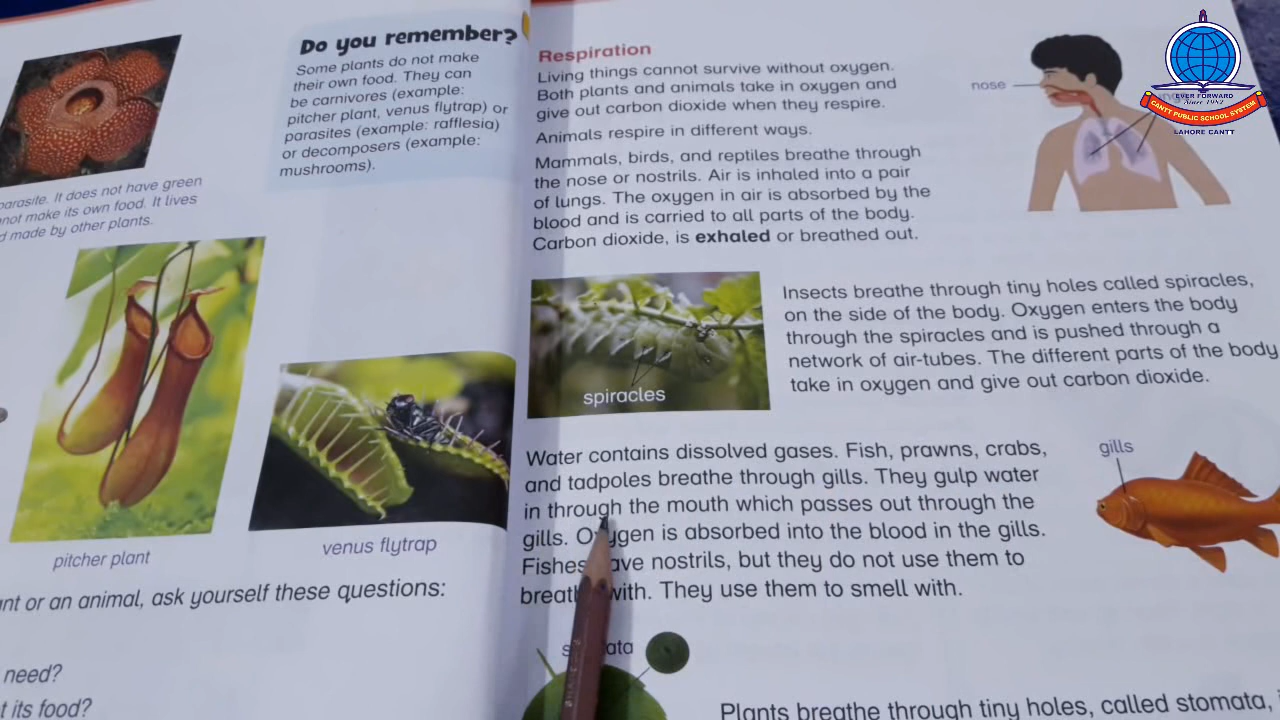 Do you remember?
Some plants do not make
their own food. They can
be carnivores (example:
pitcher plant, venus flytrap) or
parasites (example: rafflesia)
or decomposers (example:
mushrooms).
parasite. It does not have green
not make its own food. It lives
made by other plants.
pitcher plant
venus flytrap
or an animal, ask yourself these questions:
need?
its food?
Respiration
Living things cannot survive without oxygen.
Both plants and animals take in oxygen and
give out carbon dioxide when they respire.
Animals respire in different ways.
Mammals, birds, and reptiles breathe through
the nose or nostrils. Air is inhaled into a pair
of lungs. The oxygen in air is absorbed by the
blood and is carried to all parts of the body.
Carbon dioxide, is exhaled or breathed out.
nose
EVER FORWARD
Since 1982
CANTT PUBLIC SCHOOL SYSTEM
LAHORE CANTT
spiracles
Insects breathe through tiny holes called spiracles,
on the side of the body. Oxygen enters the body
through the spiracles and is pushed through a
network of air-tubes. The different parts of the body
take in oxygen and give out carbon dioxide.
Water contains dissolved gases. Fish, prawns, crabs,
and tadpoles breathe through gills. They gulp water
in through the mouth which passes out through the
gills. Oxygen is absorbed into the blood in the gills.
Fishes have nostrils, but they do not use them to
breathe with. They use them to smell with.
gills
stomata
Plants breathe through tiny holes, called stomata,